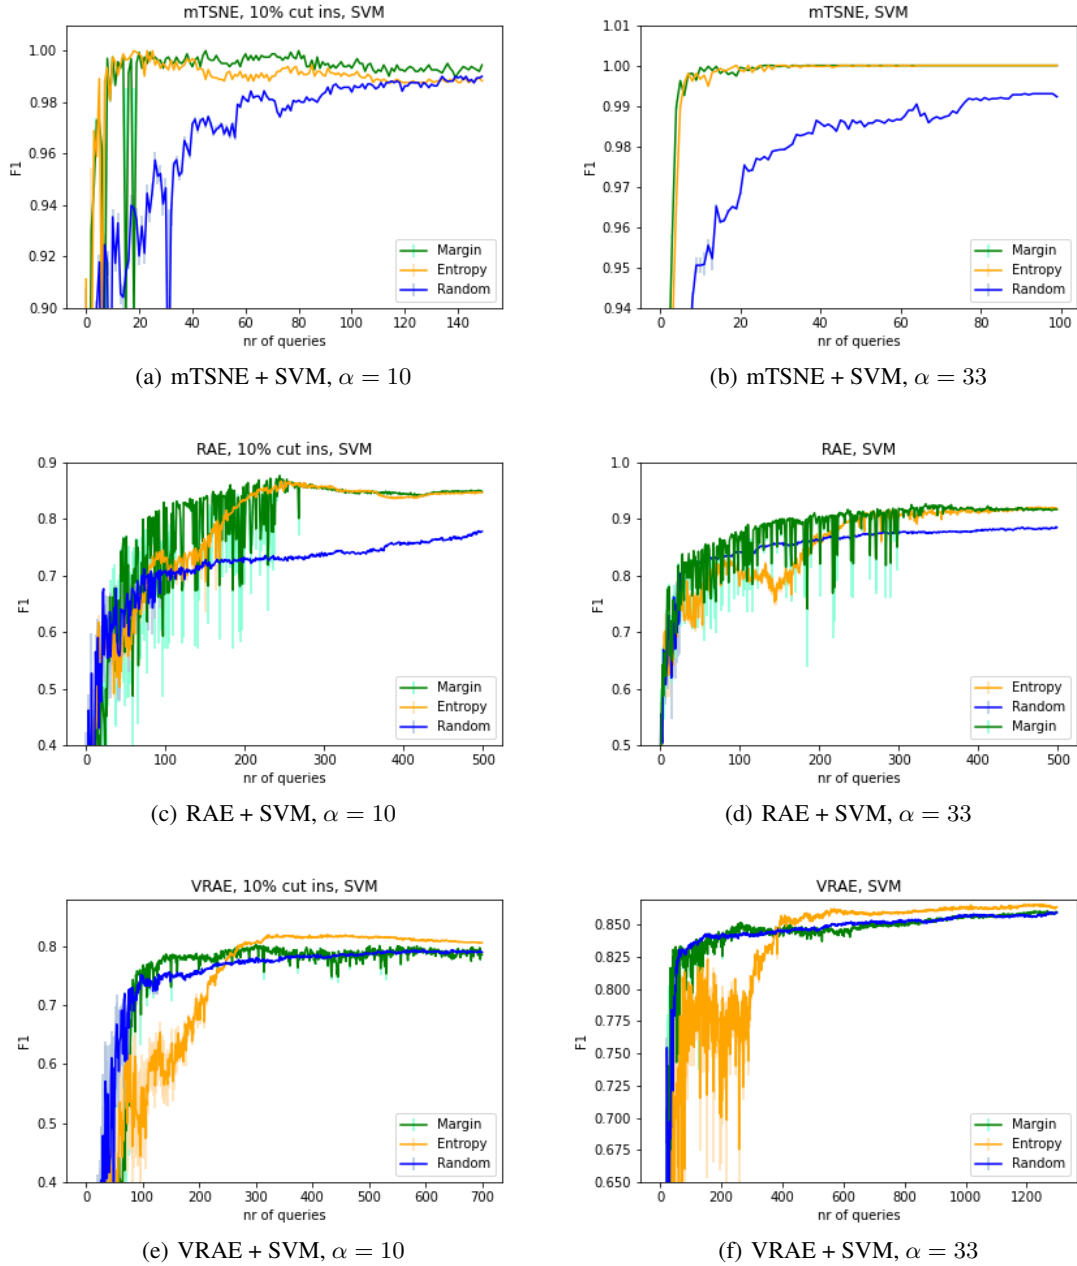 mTSNE, 10% cut ins, SVM
1.00
0.98
0.96
0.94
0.92
0.90
F1
0 20 40 60 80 100 120 140
nr of queries
Margin
Entropy
Random
(a) mTSNE + SVM, α = 10
mTSNE, SVM
1.01
1.00
0.99
0.98
0.97
0.96
0.95
0.94
F1
0 20 40 60 80 100
nr of queries
Margin
Entropy
Random
(b) mTSNE + SVM, α = 33
RAE, 10% cut ins, SVM
0.9
0.8
0.7
0.6
0.5
0.4
F1
0 100 200 300 400 500
nr of queries
Margin
Entropy
Random
(c) RAE + SVM, α = 10
RAE, SVM
1.0
0.9
0.8
0.7
0.6
0.5
F1
0 100 200 300 400 500
nr of queries
Entropy
Random
Margin
(d) RAE + SVM, α = 33
VRAE, 10% cut ins, SVM
0.8
0.7
0.6
0.5
0.4
F1
0 100 200 300 400 500 600 700
nr of queries
Margin
Entropy
Random
(e) VRAE + SVM, α = 10
VRAE, SVM
0.850
0.825
0.800
0.775
0.750
0.725
0.700
0.675
0.650
F1
0 200 400 600 800 1000 1200
nr of queries
Margin
Entropy
Random
(f) VRAE + SVM, α = 33